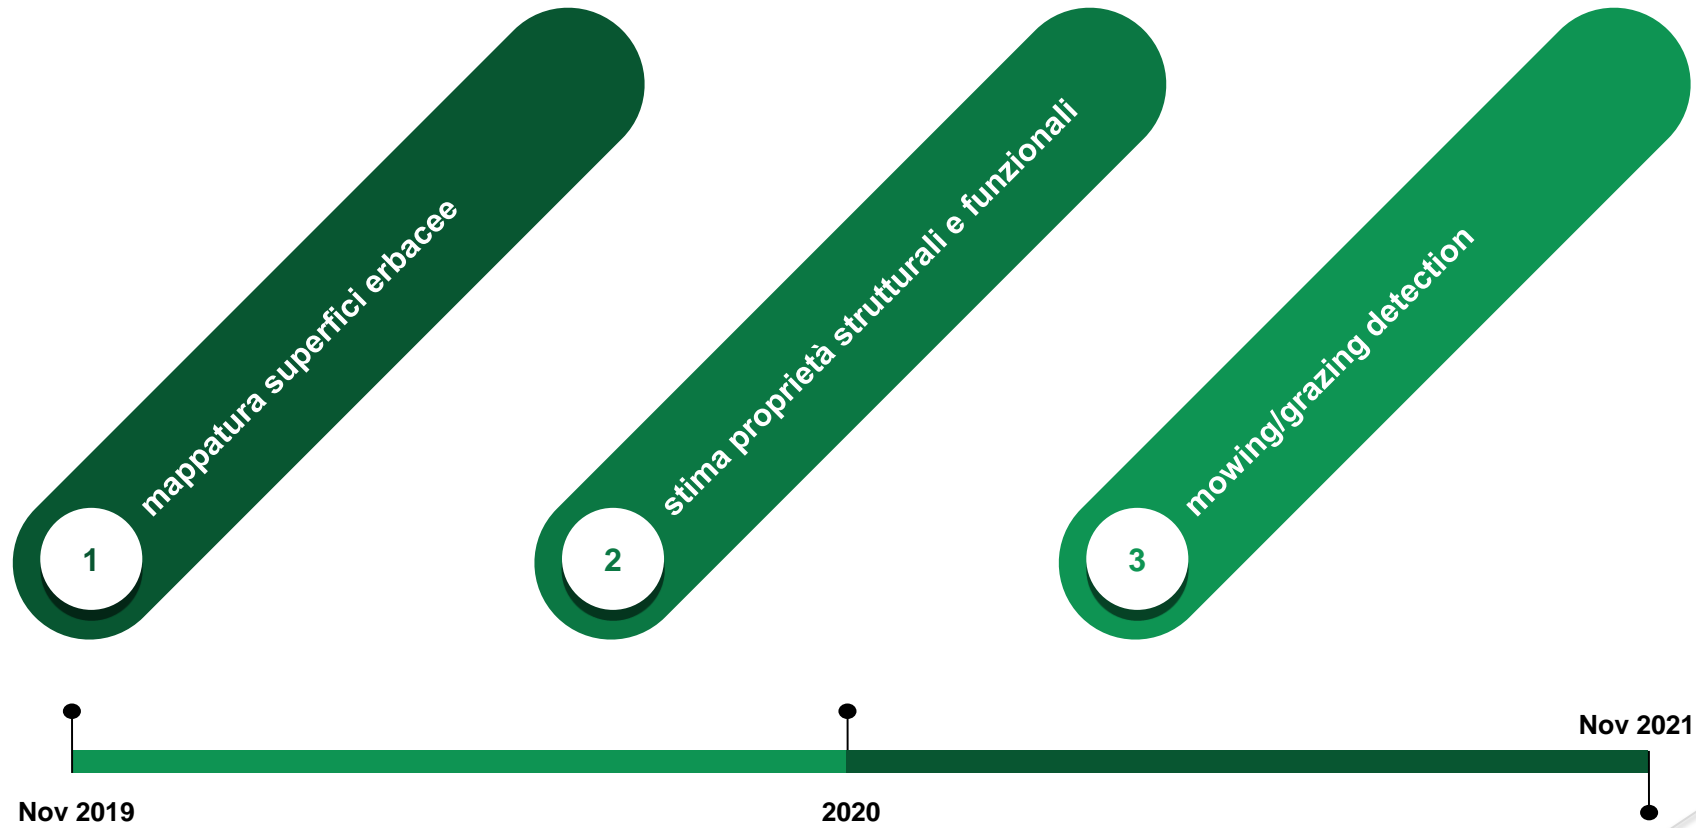 mappatura superfici erbacee
1
stima proprietà strutturali e funzionali
2
mowing/grazing detection
3
Nov 2021
Nov 2019
2020